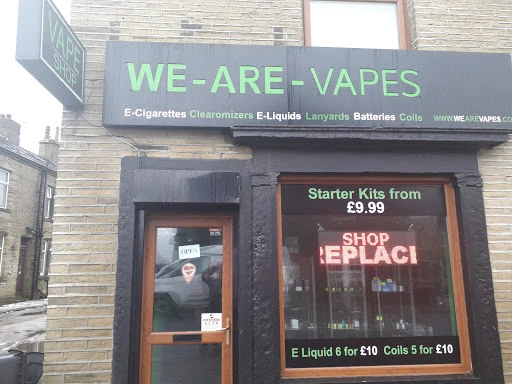 VAPE
SHOP
WE-ARE-VAPES
E-Cigarettes Clearomizers E-Liquids Lanyards Batteries Coils
WWW.WEAREVAPES.CO
Starter Kits from
£9.99
OPEN
SHOP
REPLACI
CCTV
E Liquid 6 for £10 Coils 5 for £10